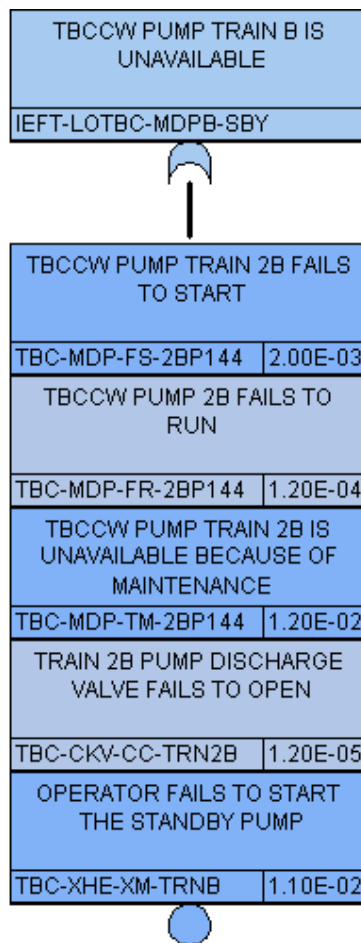 TBCCW PUMP TRAIN B IS
UNAVAILABLE
IEFT-LOTBC-MDPB-SBY
TBCCW PUMP TRAIN 2B FAILS
TO START
TBC-MDP-FS-2BP144 2.00E-03
TBCCW PUMP 2B FAILS TO
RUN
TBC-MDP-FR-2BP144 1.20E-04
TBCCW PUMP TRAIN 2B IS
UNAVAILABLE BECAUSE OF
MAINTENANCE
TBC-MDP-TM-2BP144 1.20E-02
TRAIN 2B PUMP DISCHARGE
VALVE FAILS TO OPEN
TBC-CKV-CC-TRN2B 1.20E-05
OPERATOR FAILS TO START
THE STANDBY PUMP
TBC-XHE-XM-TRNB 1.10E-02